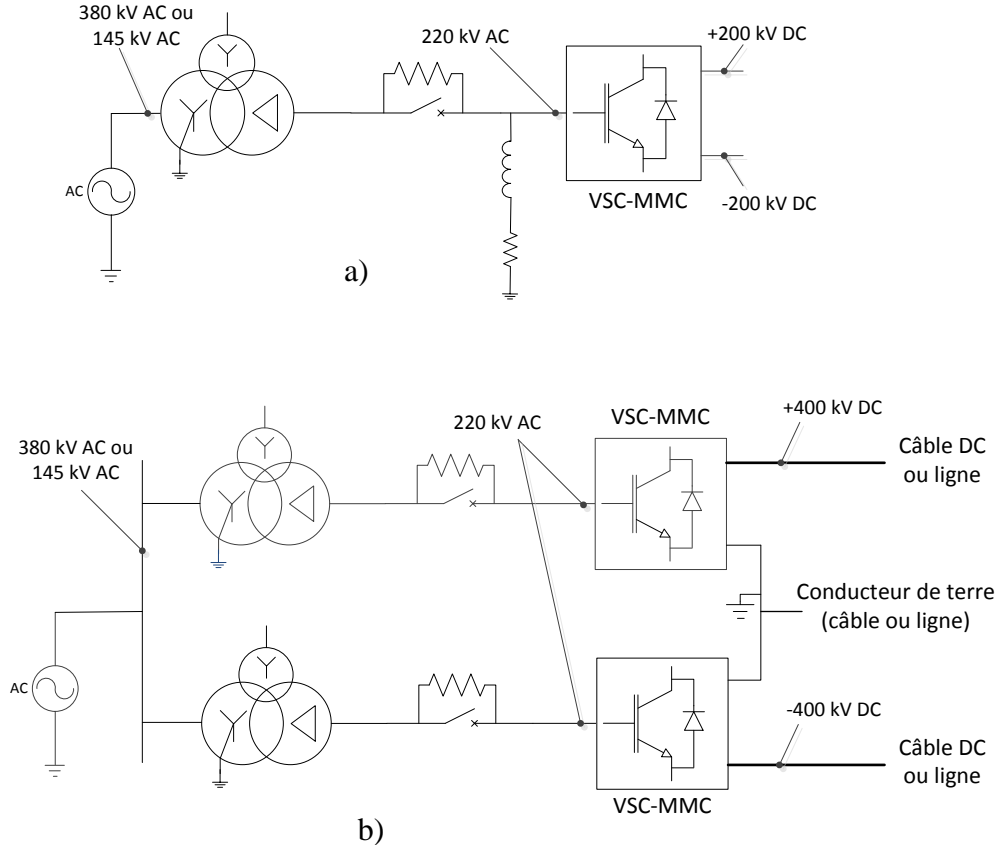 380 kV AC ou
145 kV AC
220 kV AC
+200 kV DC
AC
VSC-MMC
-200 kV DC
a)
VSC-MMC
+400 kV DC
380 kV AC ou
145 kV AC
220 kV AC
Câble DC
ou ligne
Conducteur de terre
(câble ou ligne)
AC
-400 kV DC
Câble DC
ou ligne
VSC-MMC
b)